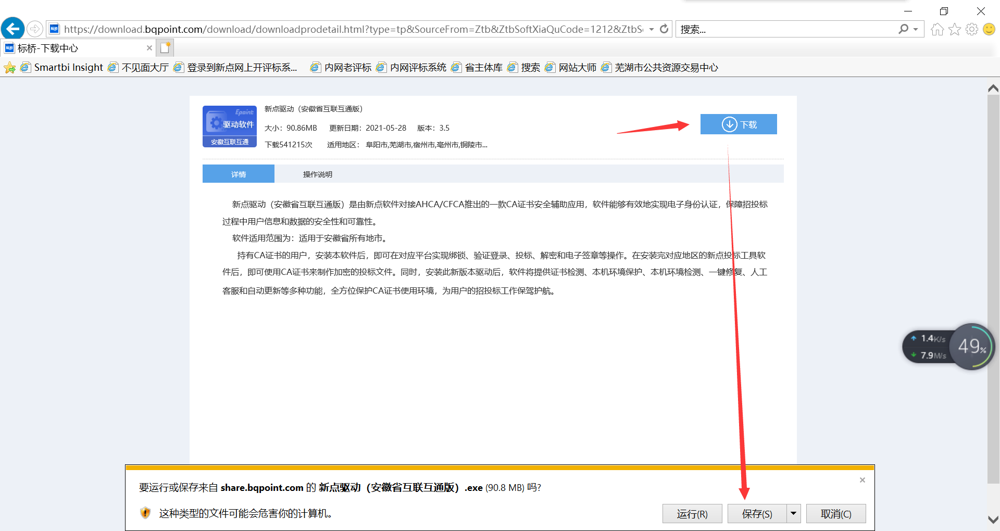 https://download.bqpoint.com/download/downloadprodetail.html?type=tp&SourceFrom=Ztb&ZtbSoftXiaQuCode=1212&ZtbS
搜索...
标桥-下载中心
Smartbi Insight 不见面大厅 登录到新点网上开评标系... 内网老评标 内网评标系统 省主体库 搜索 网站大师 芜湖市公共资源交易中心
Epoint
驱动软件
安徽互联互通
新点驱动（安徽省互联互通版）
大小：90.86MB 更新日期：2021-05-28 版本：3.5
下载541215次 适用地区： 阜阳市,芜湖市,宿州市,亳州市,铜陵市...
下载
详情 操作说明
新点驱动（安徽省互联互通版）是由新点软件对接AHCA/CFCA推出的一款CA证书安全辅助应用，软件能够有效地实现电子身份认证，保障招投标
过程中用户信息和数据的安全性和可靠性。
软件适用范围为：适用于安徽省所有地市。
持有CA证书的用户，安装本软件后，即可在对应平台实现绑锁、验证登录、投标、解密和电子签章等操作。在安装完对应地区的新点投标工具软
件后，即可使用CA证书来制作加密的投标文件。同时，安装此新版本驱动后，软件将提供证书检测、本机环境保护、本机环境检测、一键修复、人工
客服和自动更新等多种功能，全方位保护CA证书使用环境，为用户的招投标工作保驾护航。
1.4K/s
7.9M/s
49%
要运行或保存来自 share.bqpoint.com 的 新点驱动（安徽省互联互通版）.exe (90.8 MB) 吗?
这种类型的文件可能会危害你的计算机。
运行(R) 保存(S) 取消(C)